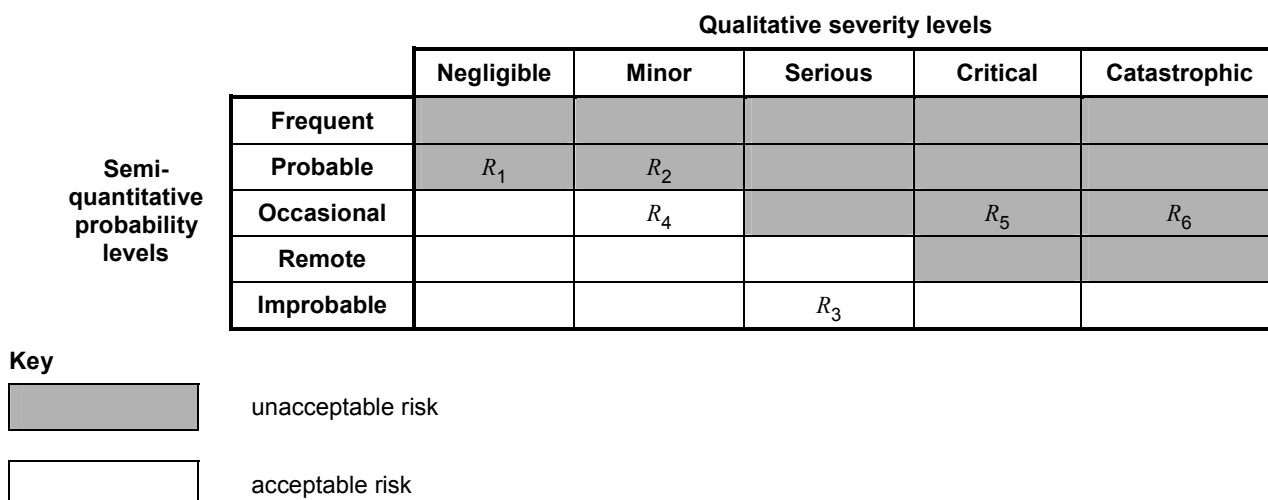 Qualitative severity levels
Negligible Minor Serious Critical Catastrophic
Semi-
quantitative
probability
levels
Frequent
Probable R1 R2
Occasional R4 R5 R6
Remote
Improbable R3
Key
unacceptable risk
acceptable risk